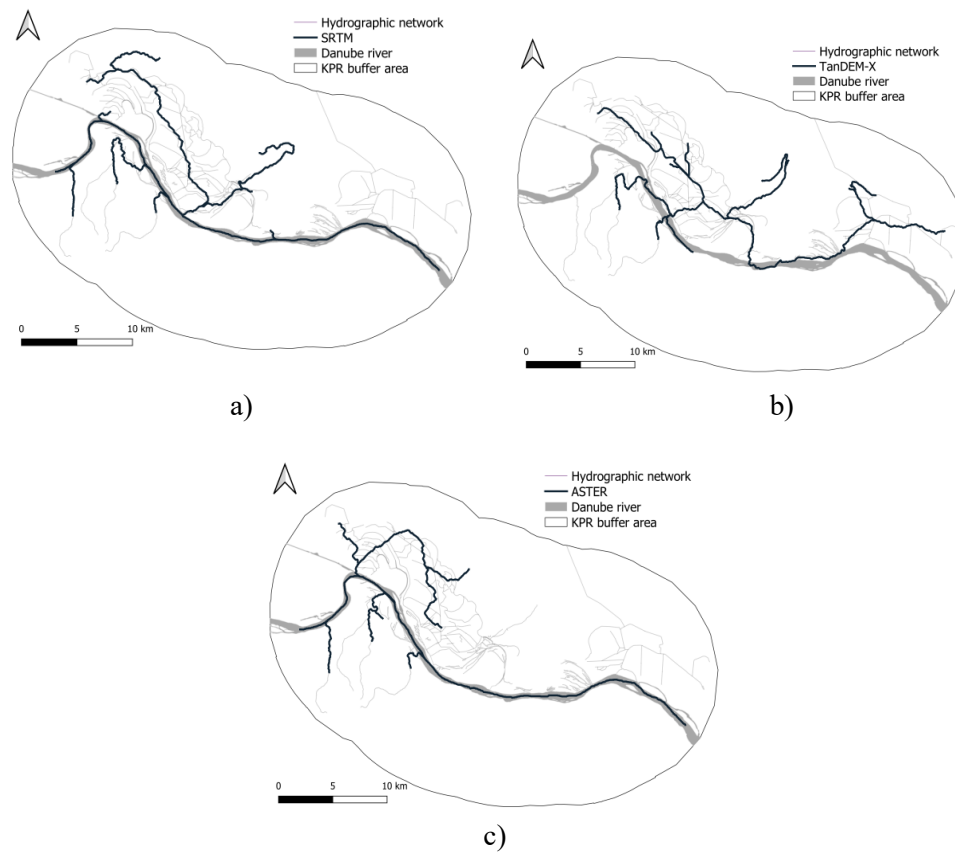 Hydrographic network
SRTM
Danube river
KPR buffer area
0 5 10 km
a)
Hydrographic network
TanDEM-X
Danube river
KPR buffer area
0 5 10 km
b)
Hydrographic network
ASTER
Danube river
KPR buffer area
0 5 10 km
c)